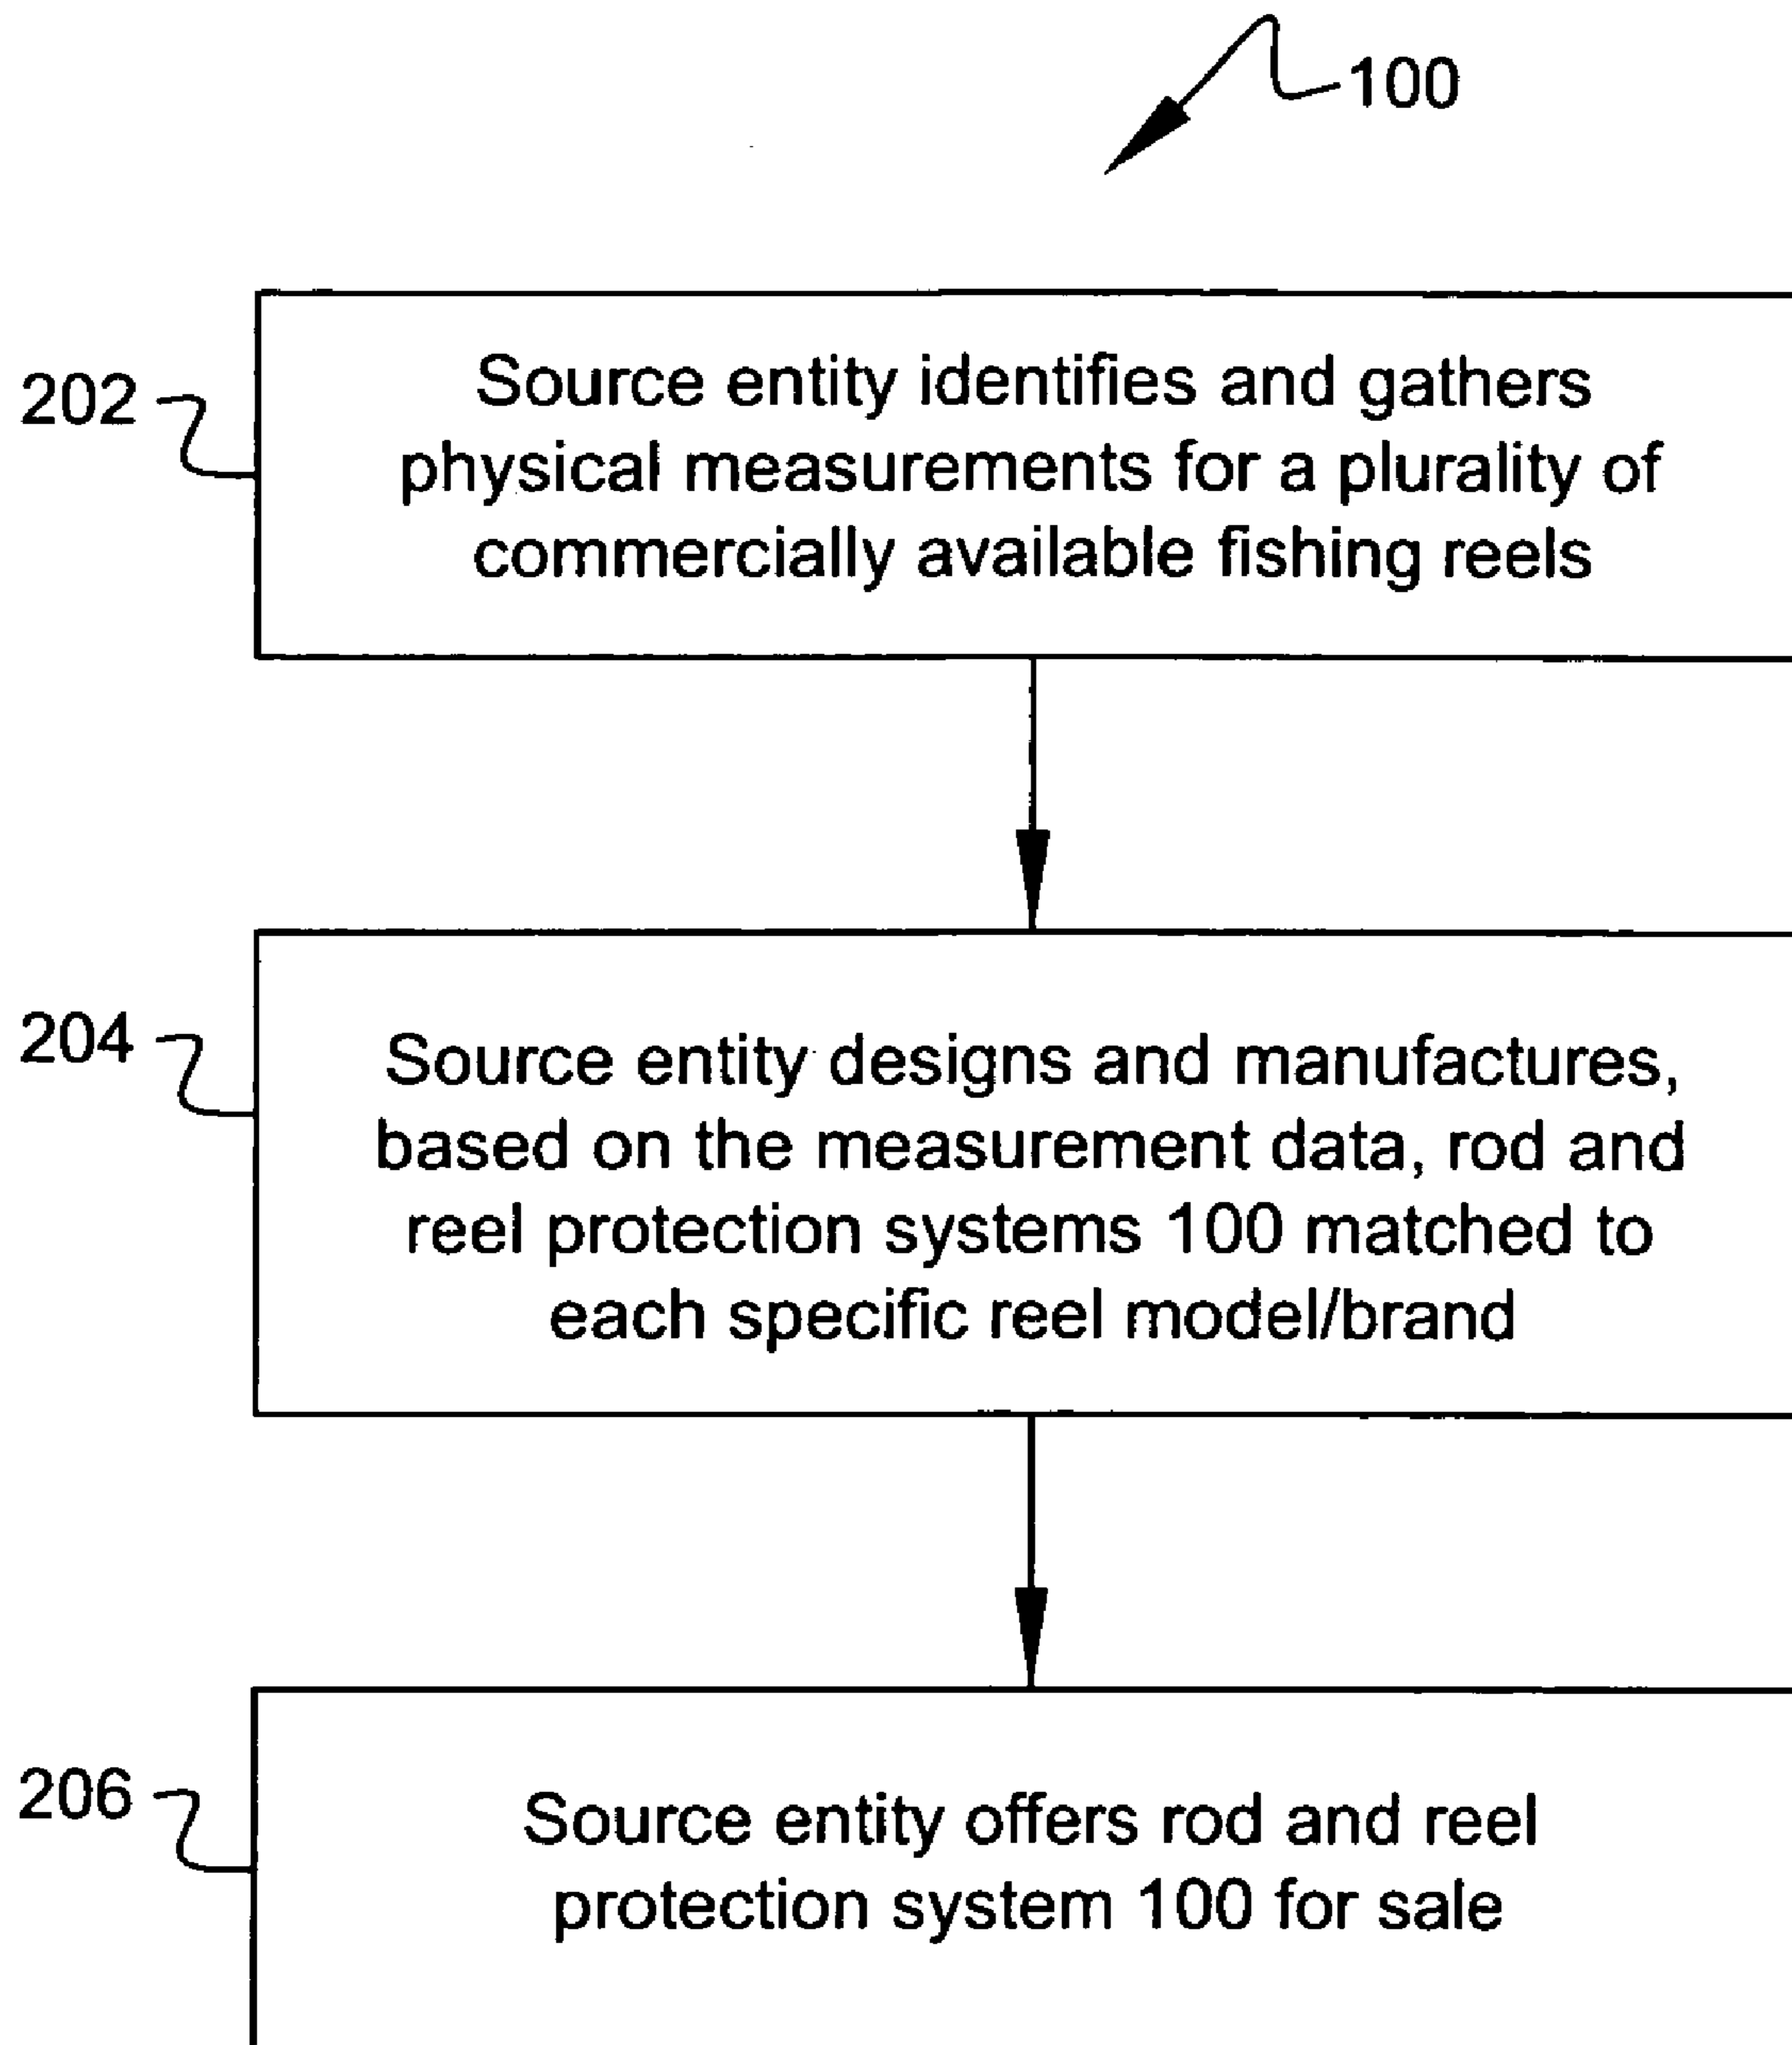 100
202
Source entity identifies and gathers
physical measurements for a plurality of
commercially available fishing reels
204
Source entity designs and manufactures,
based on the measurement data, rod and
reel protection systems 100 matched to
each specific reel model/brand
206
Source entity offers rod and reel
protection system 100 for sale